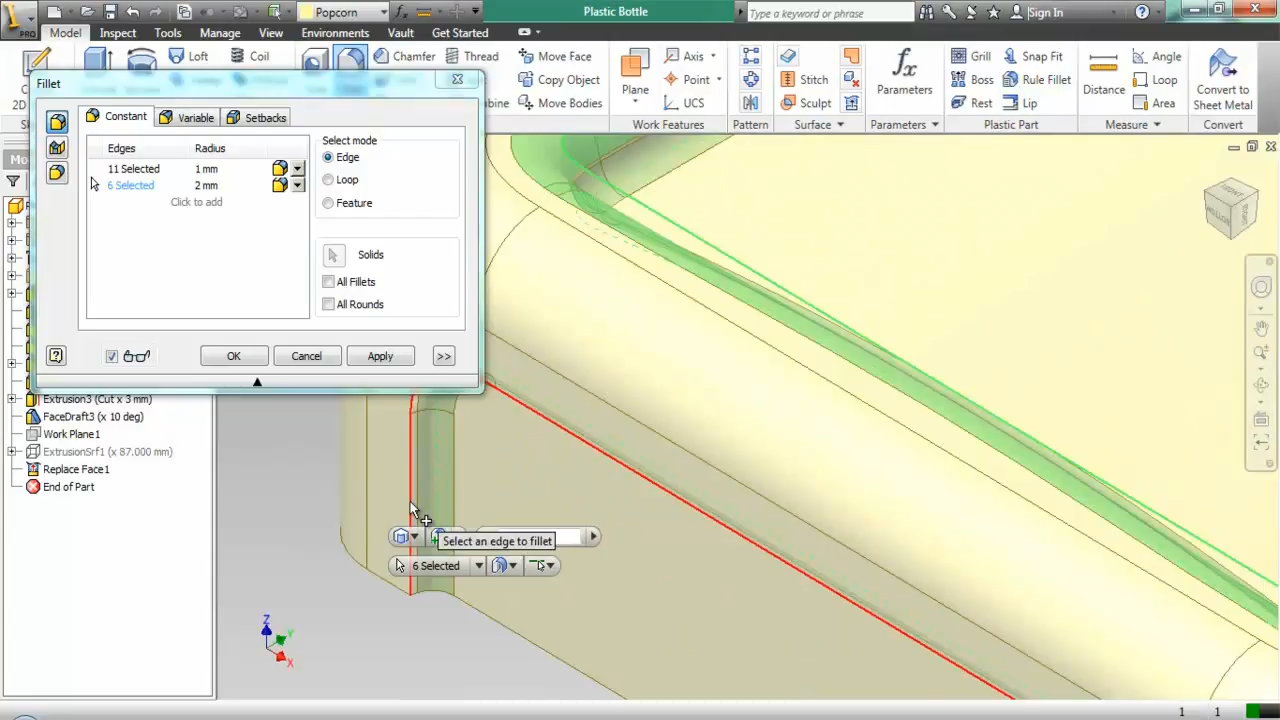 PRO
Popcorn
Plastic Bottle
Type a keyword or phrase
Sign In
Model
Inspect
Tools
Manage
View
Environments
Vault
Get Started
2D
Loft
Coil
Chamfer
Thread
Move Face
Copy Object
Move Bodies
Plane
Axis
Point
UCS
Stitch
Sculpt
fx
Parameters
Grill
Boss
Rest
Snap Fit
Rule Fillet
Lip
Distance
Angle
Loop
Area
Convert to
Sheet Metal
Work Features
Pattern
Surface
Parameters
Plastic Part
Measure
Convert
Fillet
Constant
Variable
Setbacks
Edges
Radius
11 Selected
1 mm
6 Selected
2 mm
Click to add
Select mode
Edge
Loop
Feature
Solids
All Fillets
All Rounds
OK
Cancel
Apply
>>
Extrusion3 (Cut x 3 mm)
FaceDraft3 (x 10 deg)
Work Plane1
ExtrusionSrf1 (x 87.000 mm)
Replace Face1
End of Part
FRONT
RIGHT
BOTTOM
Select an edge to fillet
6 Selected
Z
Y
X
1
1